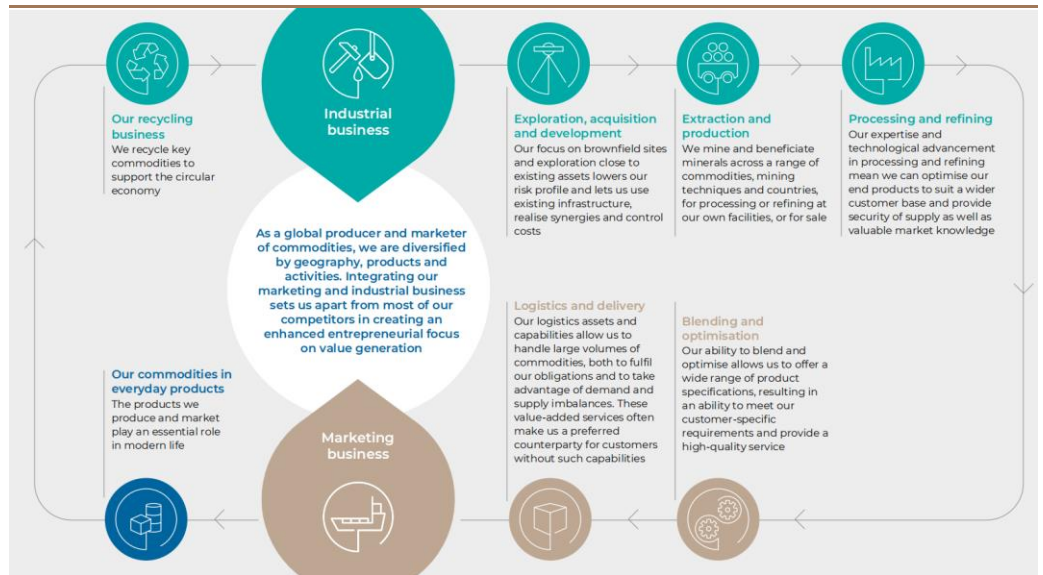 Our recycling
business
We recycle key
commodities to
support the circular
economy
Industrial
business
Exploration, acquisition
and development
Our focus on brownfield sites
and exploration close to
existing assets lowers our
risk profile and lets us use
existing infrastructure,
realise synergies and control
costs
Extraction and
production
We mine and beneficiate
minerals across a range of
commodities, mining
techniques and countries,
for processing or refining at
our own facilities, or for sale
Processing and refining
Our expertise and
technological advancement
in processing and refining
mean we can optimise our
end products to suit a wider
customer base and provide
security of supply as well as
valuable market knowledge
As a global producer and marketer
of commodities, we are diversified
by geography, products and
activities. Integrating our
marketing and industrial business
sets us apart from most of our
competitors in creating an
enhanced entrepreneurial focus
on value generation
Our commodities in
everyday products
The products we
produce and market
play an essential role
in modern life
Marketing
business
Logistics and delivery
Our logistics assets and
capabilities allow us to
handle large volumes of
commodities, both to fulfil
our obligations and to take
advantage of demand and
supply imbalances. These
value-added services often
make us a preferred
counterparty for customers
without such capabilities
Blending and
optimisation
Our ability to blend and
optimise allows us to offer a
wide range of product
specifications, resulting in
an ability to meet our
customer-specific
requirements and provide a
high-quality service